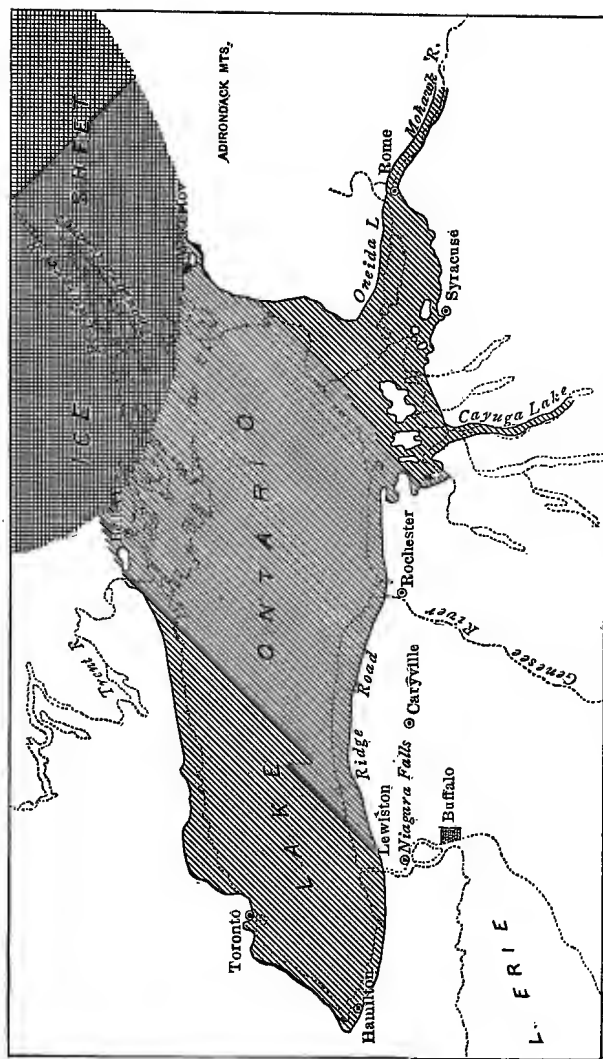 ICE SHEET
ADIRONDACK MTS.
Mohawk R.
Rome
Oneida L
Syracuse
Cayuga Lake
LAKE ONTARIO
Trent R
Rochester
Genesee River
Ridge Road
Caryville
Lewiston
Niagara Falls
Buffalo
Toronto
Hamilton
L. ERIE